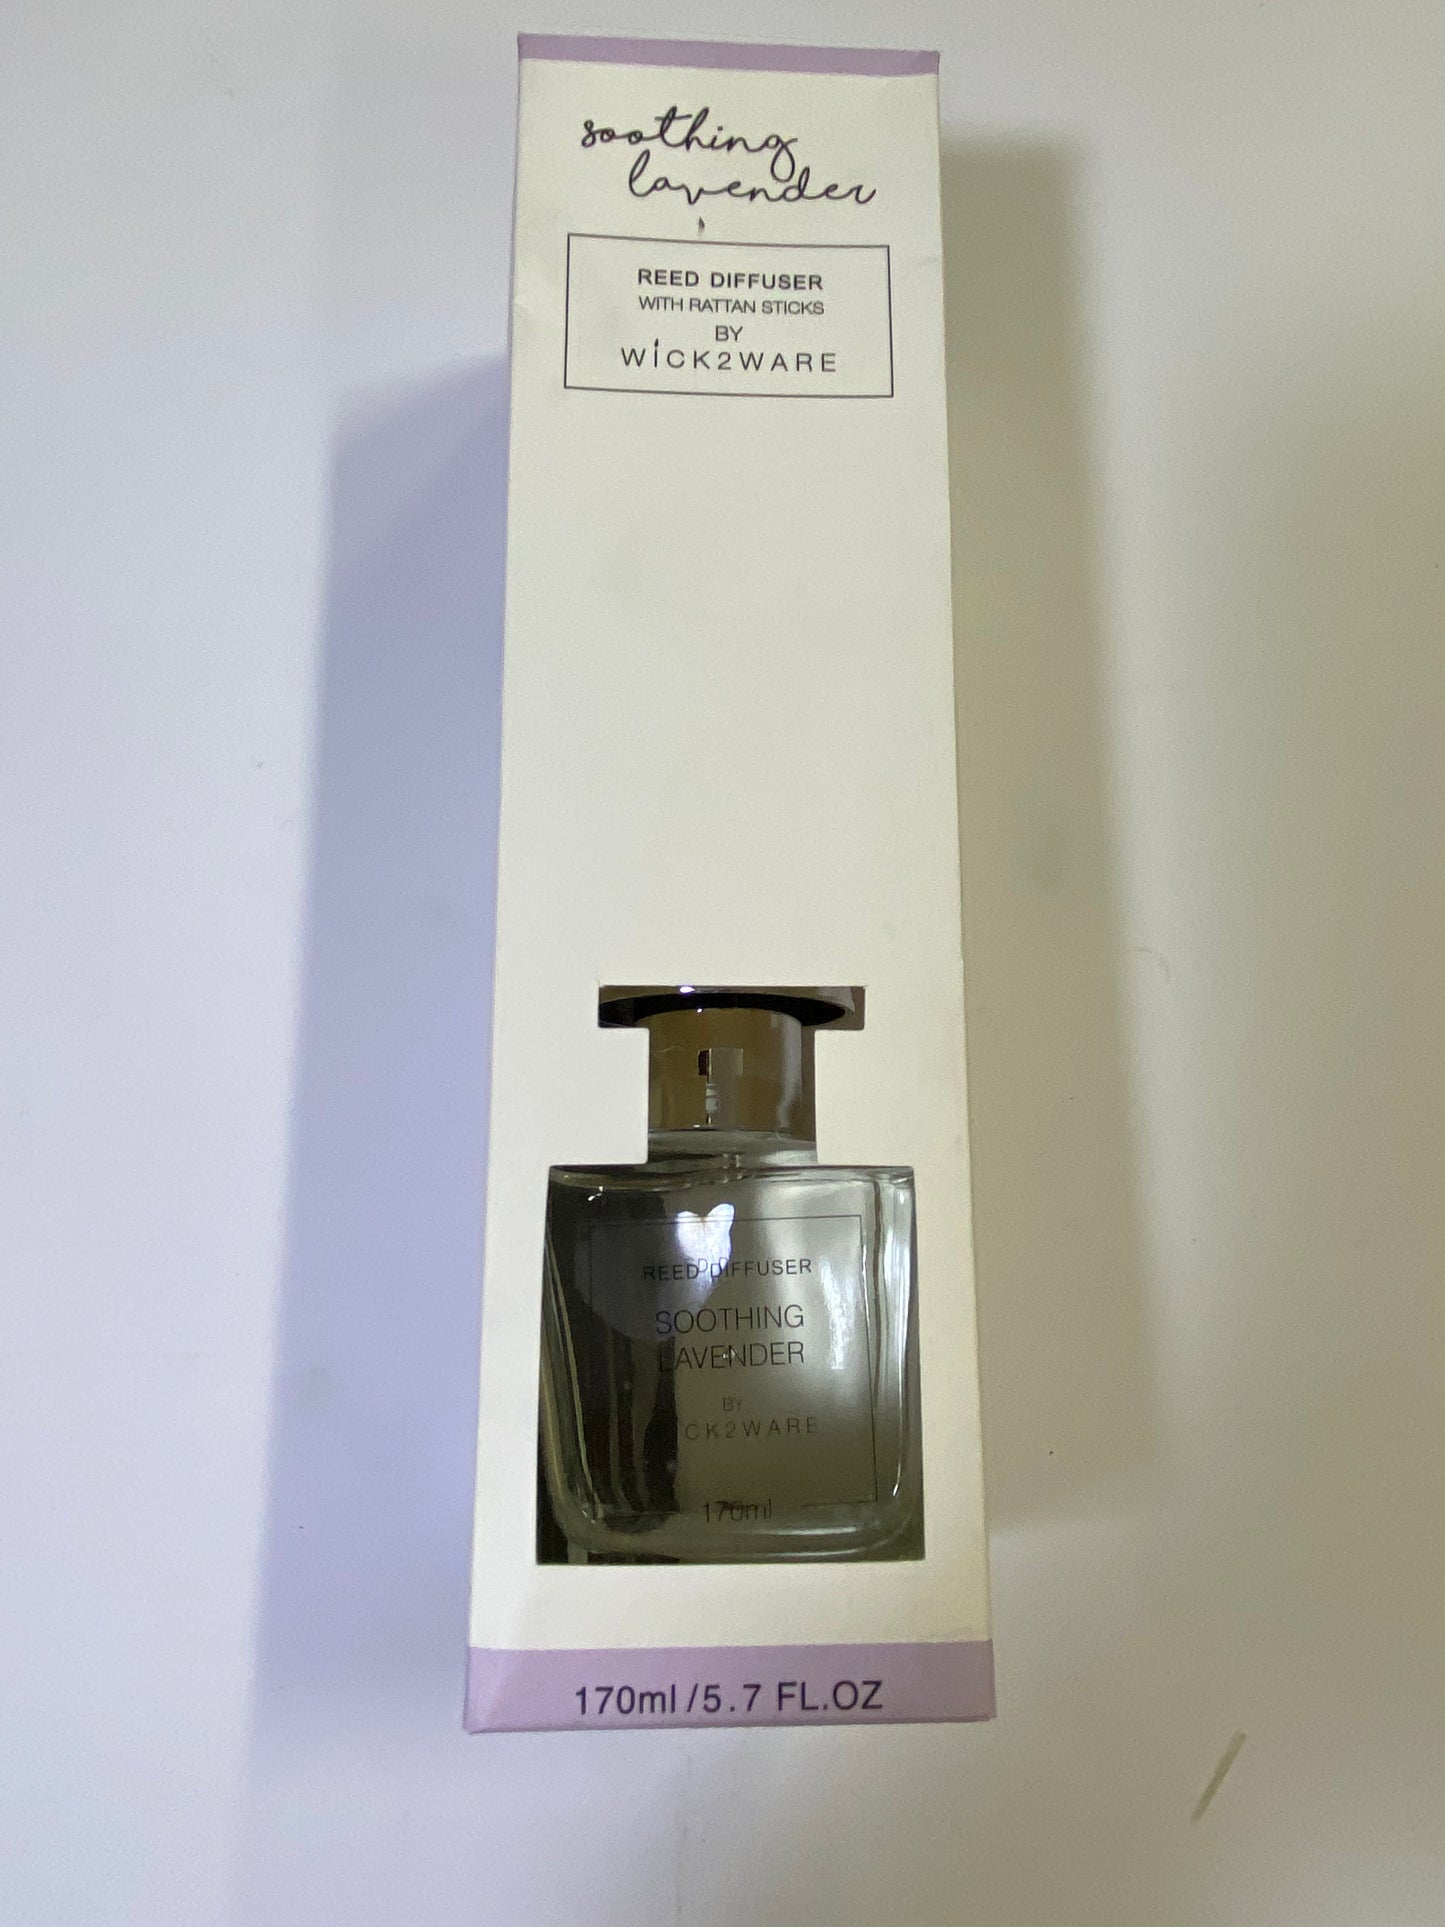 soothing
lavender
REED DIFFUSER
WITH RATTAN STICKS
BY
WICK2WARE
REED DIFFUSER
SOOTHING
LAVENDER
BY
CK2WARE
170ml
170ml/5.7 FL.OZ